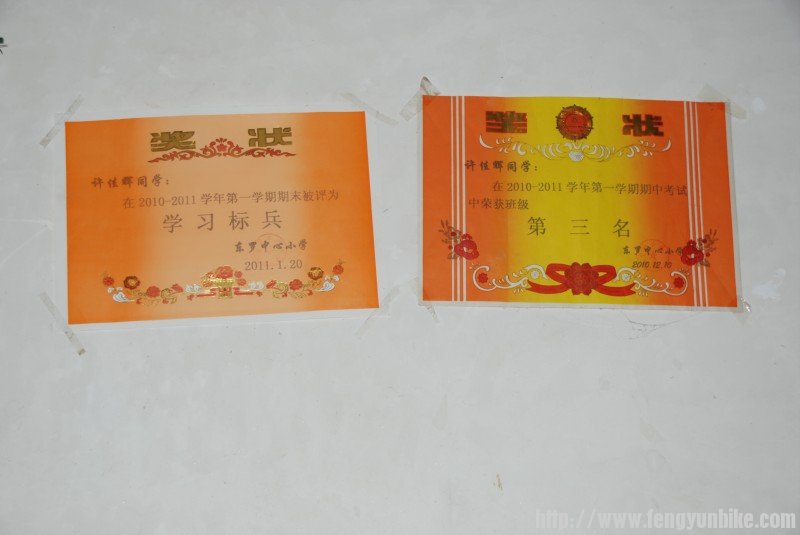 奖状
许佳辉同学：
在2010-2011学年第一学期期末被评为
学习标兵
东罗中心小学
2011.1.20
奖状
许佳辉同学：
在2010-2011学年第一学期期中考试
中荣获班级
第三名
东罗中心小学
2010.12.10
http://www.fengyunbike.com